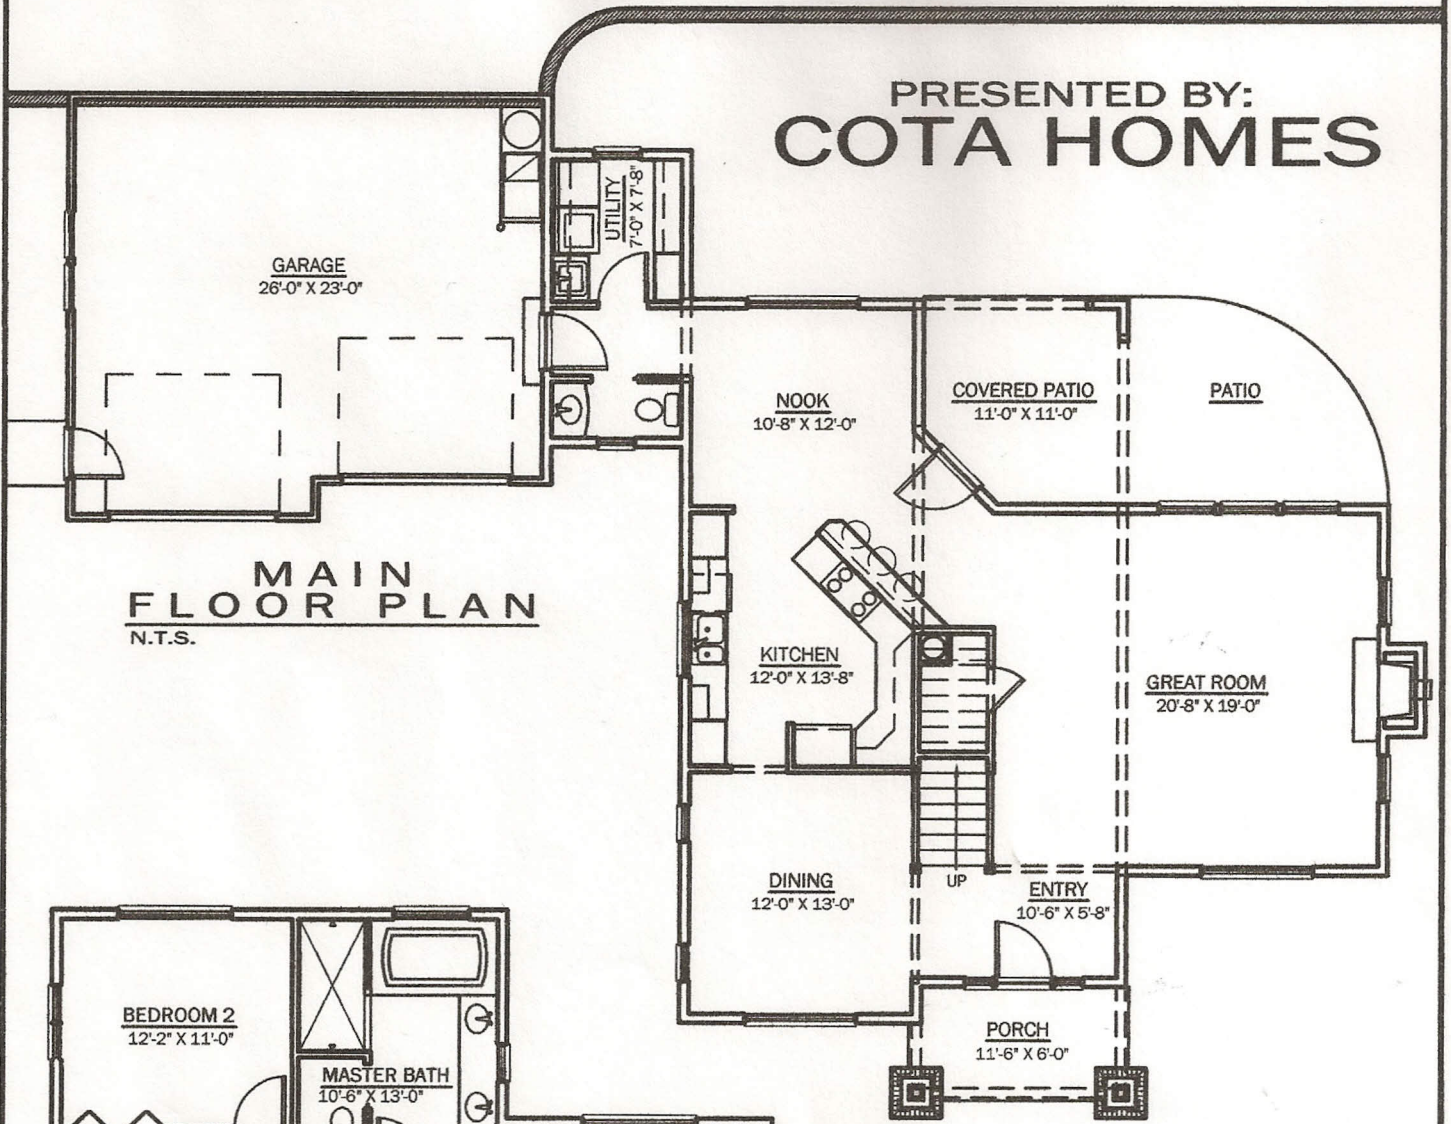 PRESENTED BY:
COTA HOMES
UTILITY
7'-0" X 7'-8"
GARAGE
26'-0" X 23'-0"
NOOK
10'-8" X 12'-0"
COVERED PATIO
11'-0" X 11'-0"
PATIO
MAIN
FLOOR PLAN
N.T.S.
KITCHEN
12'-0" X 13'-8"
GREAT ROOM
20'-8" X 19'-0"
DINING
12'-0" X 13'-0"
UP
ENTRY
10'-6" X 5'-8"
BEDROOM 2
12'-2" X 11'-0"
PORCH
11'-6" X 6'-0"
MASTER BATH
10'-6" X 13'-0"